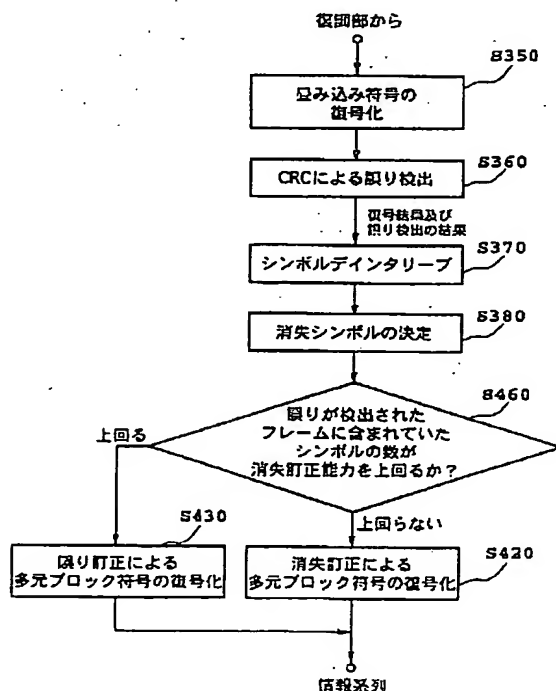 復調部から
S350
畳み込み符号の
復号化
S360
CRCによる誤り検出
復号結果及び
誤り検出の結果
S370
シンボルデインタリーブ
S380
消失シンボルの決定
S460
誤りが検出された
フレームに含まれていた
シンボルの数が
消失訂正能力を上回るか？
上回る
上回らない
S430
誤り訂正による
多元ブロック符号の復号化
S420
消失訂正による
多元ブロック符号の復号化
情報系列